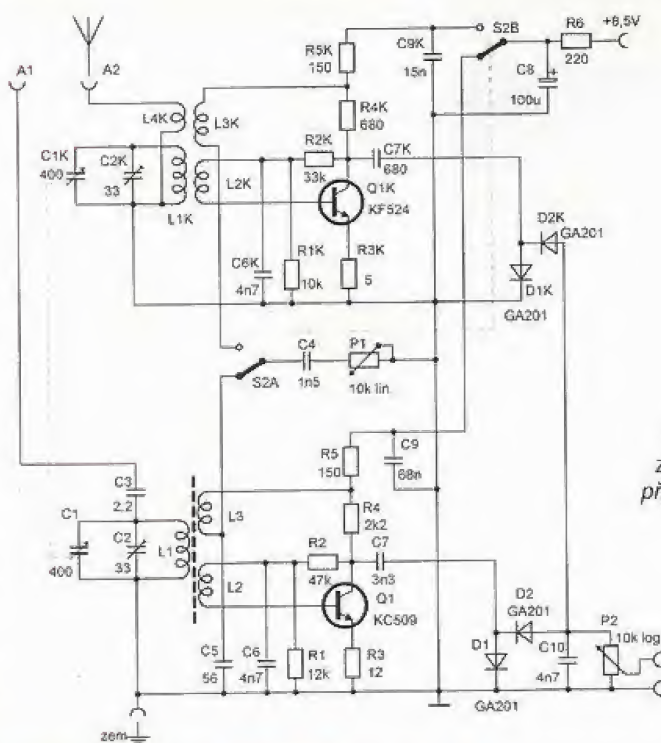 A1
A2
L4K
L3K
C1K
400
C2K
33
L1K
L2K
R5K
150
R4K
680
R2K
33k
C7K
680
Q1K
KF524
C6K
4n7
R1K
10k
R3K
5
C9K
15n
S2B
R6
220
+6,5V
C8
100u
+
D2K
GA201
D1K
GA201
S2A
C4
1n5
P1
10k lin
C3
2,2
C1
400
C2
33
L1
L3
L2
R5
150
C9
68n
R4
2k2
R2
47k
C7
3n3
Q1
KC509
C5
56
C6
4n7
R1
12k
R3
12
D2
GA201
D1
GA201
C10
4n7
P2
10k log
zem
z
př